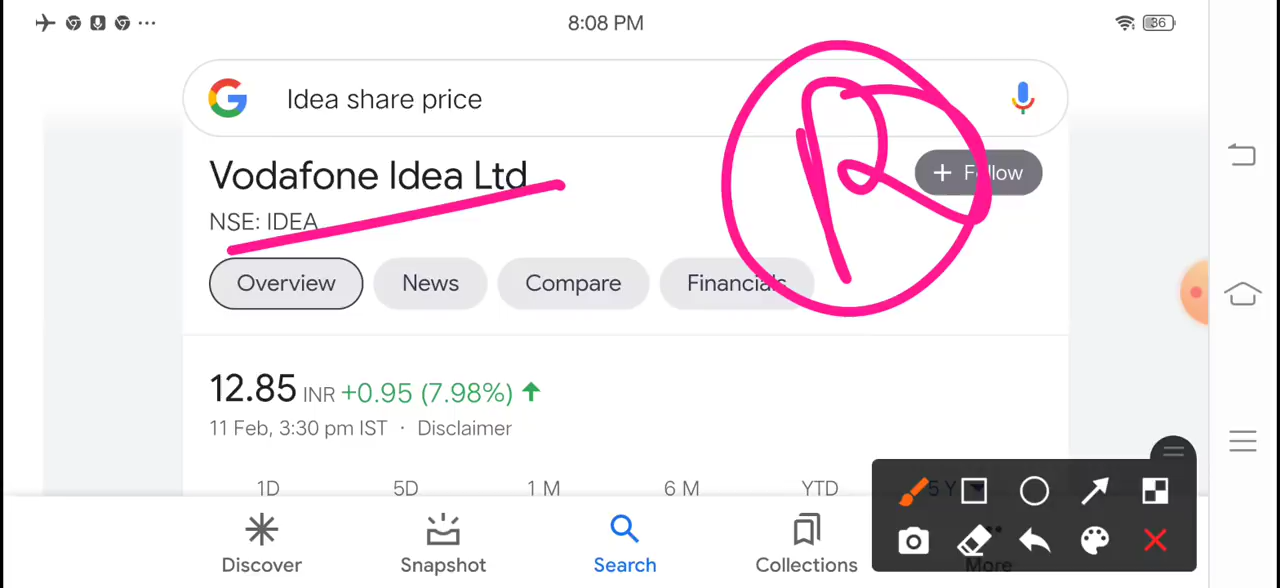 8:08 PM
36
Idea share price
Vodafone Idea Ltd
+ Follow
NSE: IDEA
R
Overview
News
Compare
Financials
12.85 INR +0.95 (7.98%)
11 Feb, 3:30 pm IST · Disclaimer
1D
5D
1 M
6 M
YTD
5 Y
Discover
Snapshot
Search
Collections
More